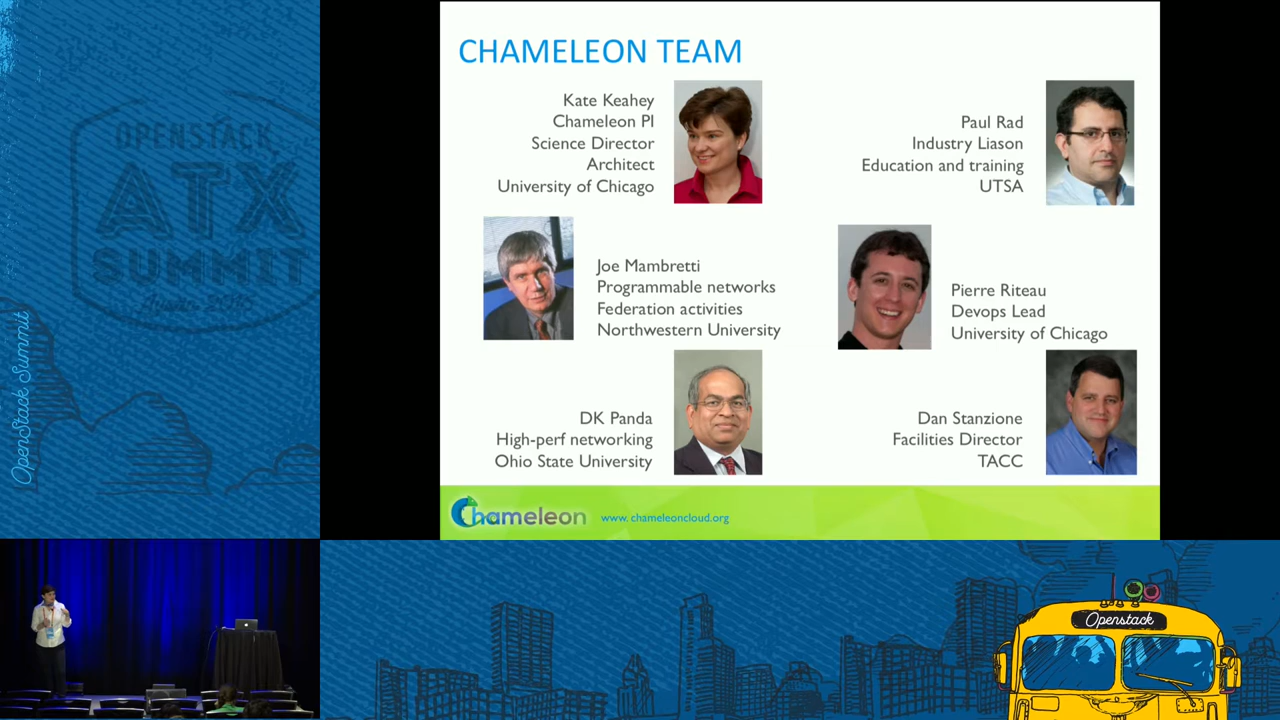 CHAMELEON TEAM
Kate Keahey
Chameleon PI
Science Director
Architect
University of Chicago
Paul Rad
Industry Liason
Education and training
UTSA
Joe Mambretti
Programmable networks
Federation activities
Northwestern University
Pierre Riteau
Devops Lead
University of Chicago
DK Panda
High-perf networking
Ohio State University
Dan Stanzione
Facilities Director
TACC
Chameleon
www. chameleoncloud.org
OPENSTACK
ATX
SUMMIT
OpenStack Summit
Openstack